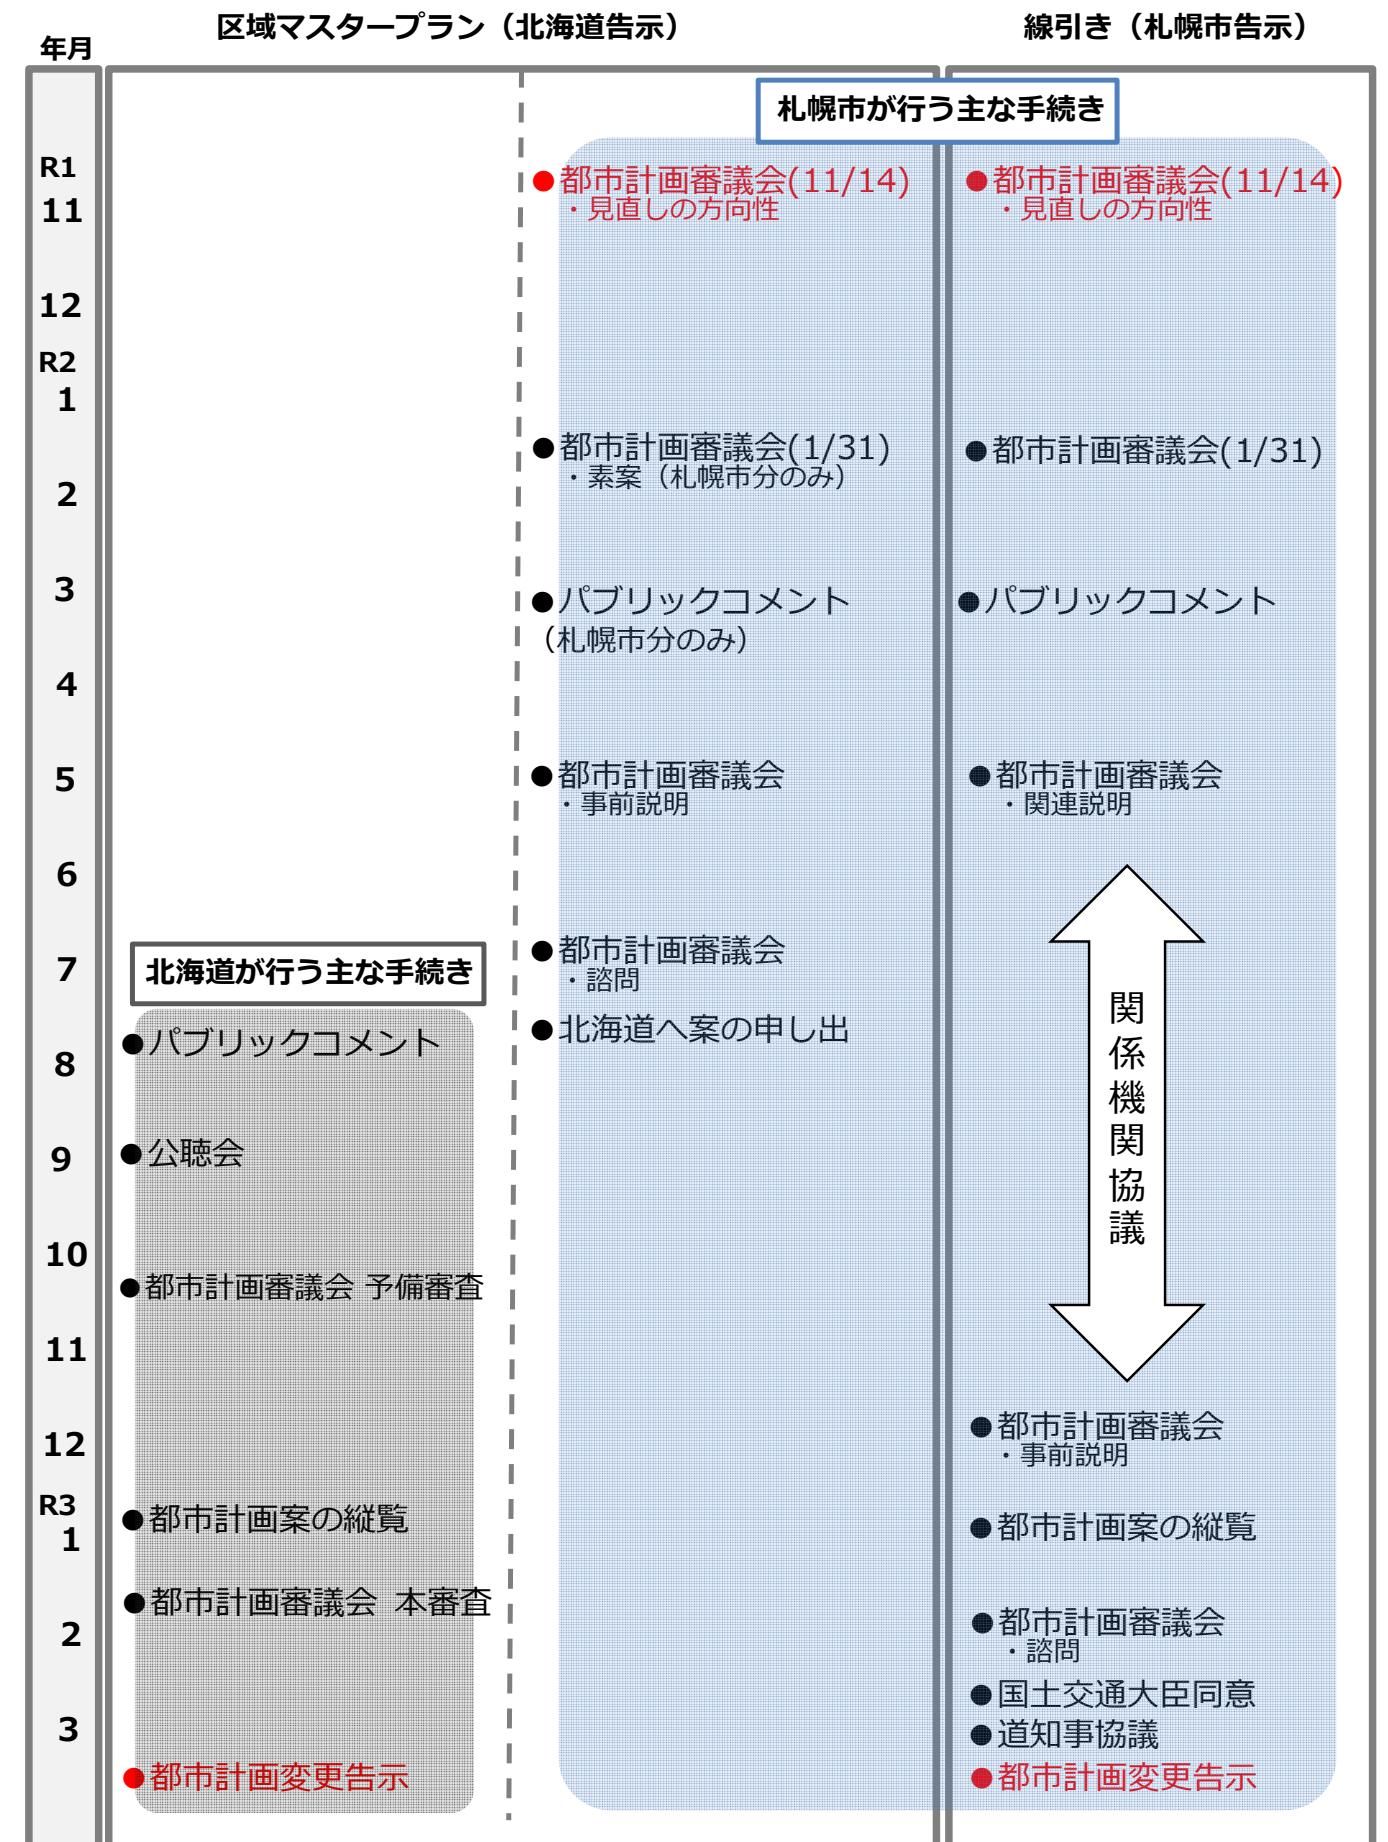 区域マスタープラン（北海道告示）
線引き（札幌市告示）
年月
札幌市が行う主な手続き
R1
11
●都市計画審議会(11/14)
・見直しの方向性
●都市計画審議会(11/14)
・見直しの方向性
12
R2
1
●都市計画審議会(1/31)
・素案（札幌市分のみ）
●都市計画審議会(1/31)
2
3
●パブリックコメント
（札幌市分のみ）
●パブリックコメント
4
5
●都市計画審議会
・事前説明
●都市計画審議会
・関連説明
6
7
●都市計画審議会
・諮問
●北海道へ案の申し出
関係機関協議
北海道が行う主な手続き
●パブリックコメント
8
9
●公聴会
10
●都市計画審議会 予備審査
11
12
●都市計画審議会
・事前説明
R3
1
●都市計画案の縦覧
●都市計画案の縦覧
●都市計画審議会 本審査
2
●都市計画審議会
・諮問
●国土交通大臣同意
3
●道知事協議
●都市計画変更告示
●都市計画変更告示